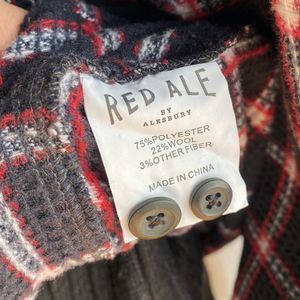 RED ALE
BY
ALESBURY
75%POLYESTER
22%WOOL
3%OTHER FIBER
MADE IN CHINA